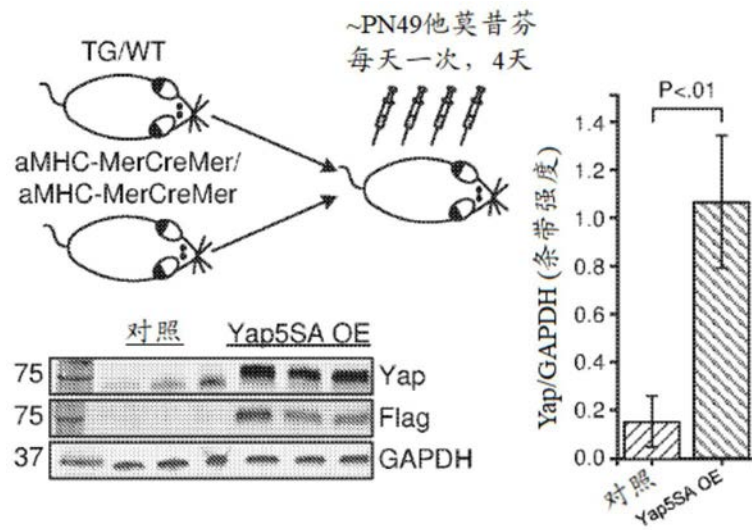 TG/WT
aMHC-MerCreMer/
aMHC-MerCreMer
~PN49他莫昔芬
每天一次，4天
对照
Yap5SA OE
75
Yap
75
Flag
37
GAPDH
P<.01
Yap/GAPDH (条带强度)
1.4
1.2
1.0
0.8
0.6
0.4
0.2
0.0
对照
Yap5SA OE